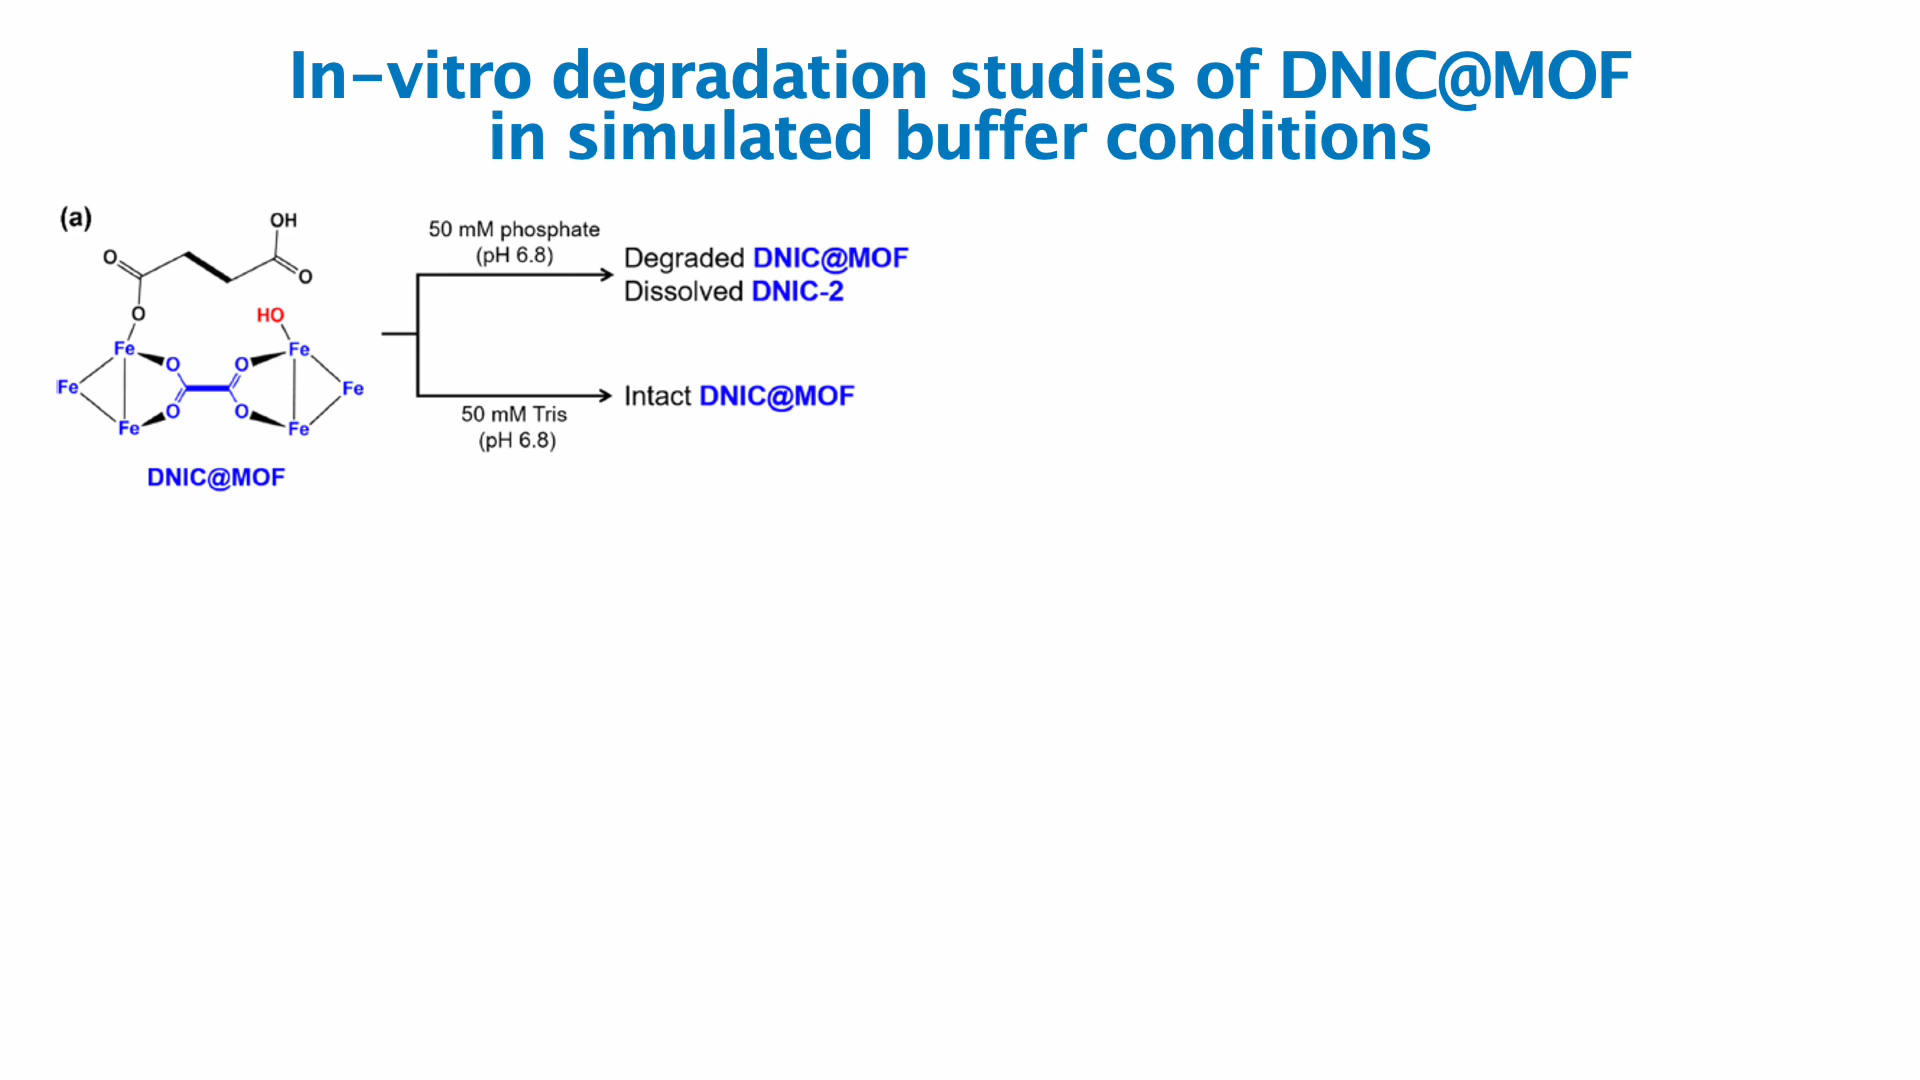 In-vitro degradation studies of DNIC@MOF
in simulated buffer conditions
(a)
OH
O
O
O
HO
Fe
O
O
Fe
Fe
Fe
O
O
Fe
Fe
DNIC@MOF
50 mM phosphate
(pH 6.8)
Degraded DNIC@MOF
Dissolved DNIC-2
Intact DNIC@MOF
50 mM Tris
(pH 6.8)